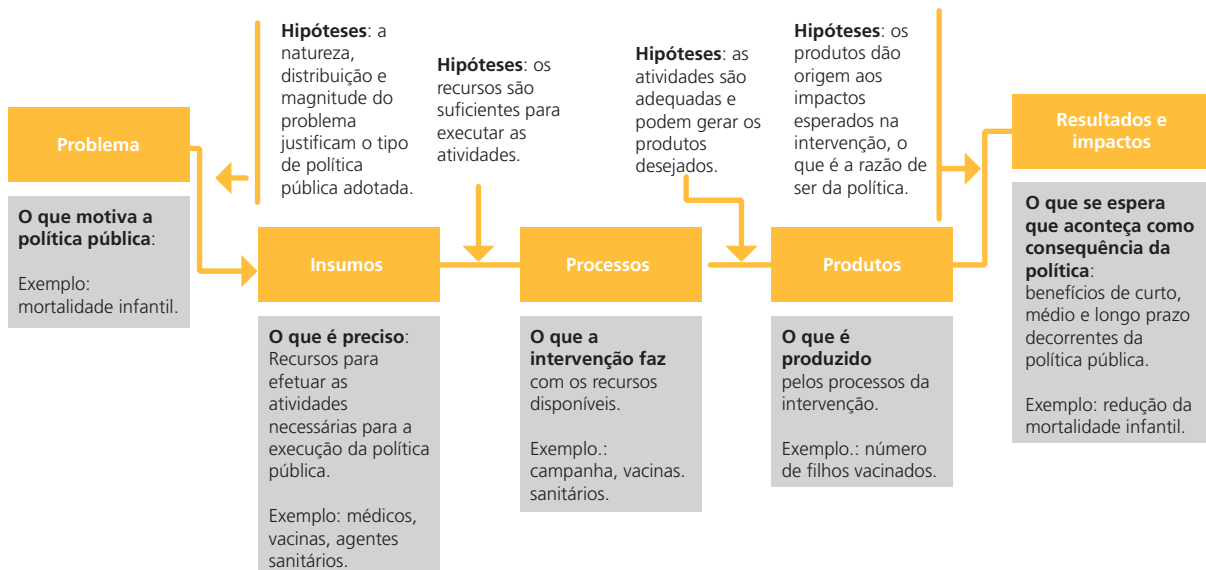 Hipóteses: a
natureza,
distribuição e
magnitude do
problema
justificam o tipo
de política
pública adotada.
Hipóteses: os
recursos são
suficientes para
executar as
atividades.
Hipóteses: as
atividades são
adequadas e
podem gerar os
produtos
desejados.
Hipóteses: os
produtos dão
origem aos
impactos
esperados na
intervenção, o
que é a razão de
ser da política.
Problema
O que motiva a
política pública:
Exemplo:
mortalidade infantil.
Insumos
O que é preciso:
Recursos para
efetuar as
atividades
necessárias para a
execução da política
pública.
Exemplo: médicos,
vacinas, agentes
sanitários.
Processos
O que a
intervenção faz
com os recursos
disponíveis.
Exemplo.:
campanha, vacinas.
sanitários.
Produtos
O que é
produzido
pelos processos da
intervenção.
Exemplo.: número
de filhos vacinados.
Resultados e
impactos
O que se espera
que aconteça como
consequência da
política:
benefícios de curto,
médio e longo prazo
decorrentes da
política pública.
Exemplo: redução da
mortalidade infantil.